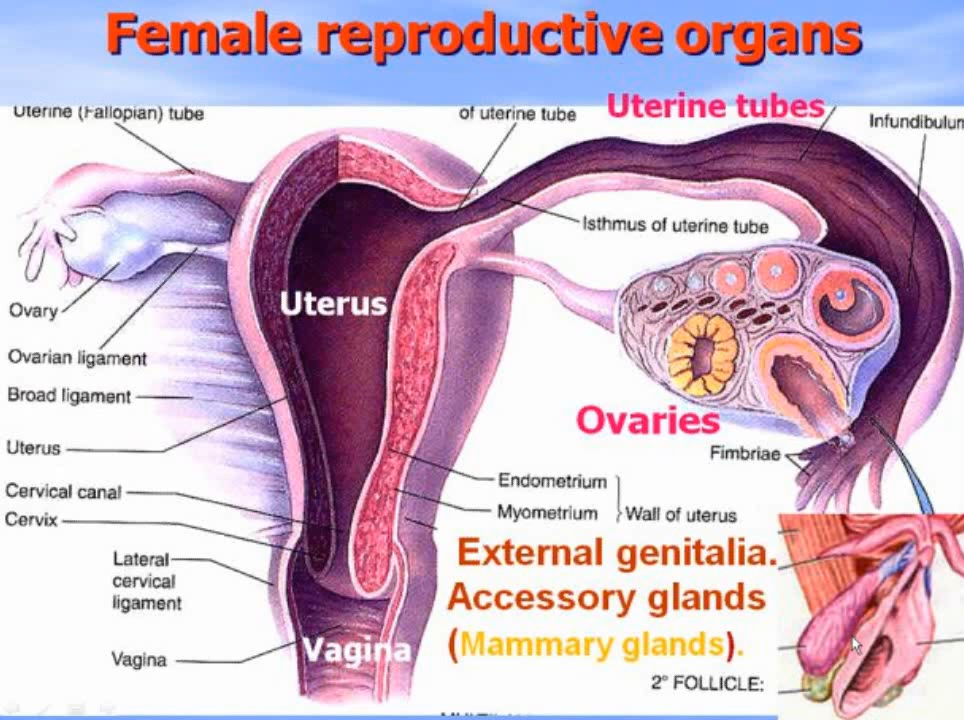 Female reproductive organs
Uterine (Fallopian) tube
of uterine tube
Uterine tubes
Infundibulum
Isthmus of uterine tube
Ovary
Uterus
Ovarian ligament
Broad ligament
Ovaries
Uterus
Fimbriae
Endometrium
Myometrium
Wall of uterus
Cervical canal
Cervix
External genitalia.
Lateral
cervical
ligament
Accessory glands
(Mammary glands).
Vagina
Vagina
2° FOLLICLE: